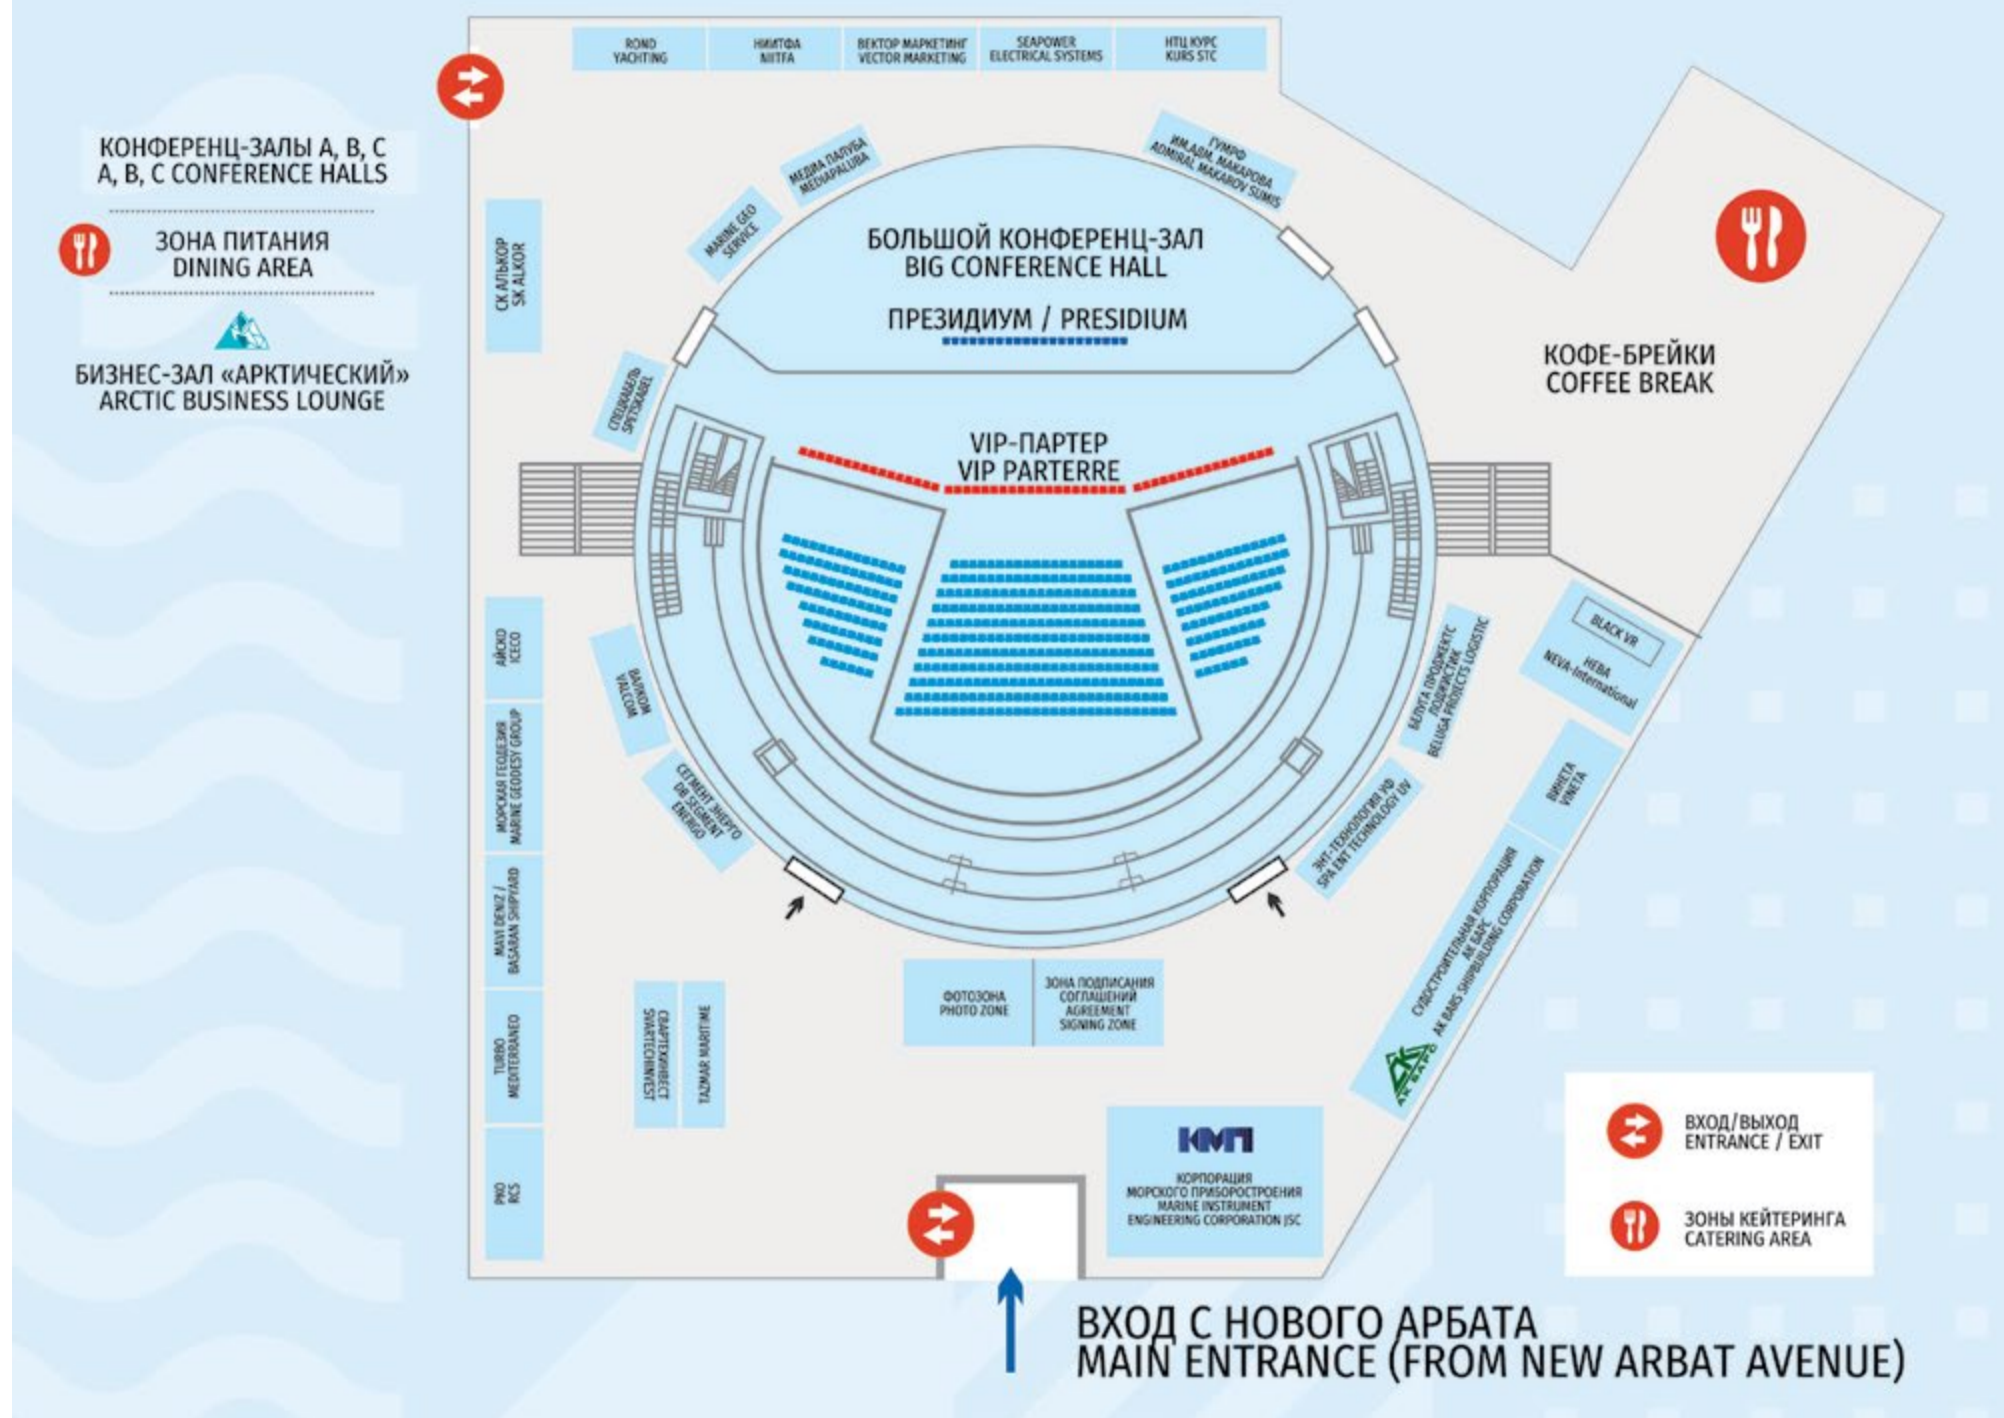 ROND
YACHTING
НИИТФА
NIITFA
ВЕКТОР МАРКЕТИНГ
VECTOR MARKETING
SEAPOWER
ELECTRICAL SYSTEMS
НТЦ КУРС
KURS STC
КОНФЕРЕНЦ-ЗАЛЫ А, В, С
A, B, C CONFERENCE HALLS
ЗОНА ПИТАНИЯ
DINING AREA
БИЗНЕС-ЗАЛ «АРКТИЧЕСКИЙ»
ARCTIC BUSINESS LOUNGE
МЕДИА ПАЛУБА
MEDIAPALUBA
ГУМРФ
ИМ.АДМ. МАКАРОВА
ADMIRAL MAKAROV SUMIS
MARINE GEO
SERVICE
СК АЛЬКОР
SK ALKOR
БОЛЬШОЙ КОНФЕРЕНЦ-ЗАЛ
BIG CONFERENCE HALL
ПРЕЗИДИУМ / PRESIDIUM
КОФЕ-БРЕЙКИ
COFFEE BREAK
СПЕЦКАБЕЛЬ
SPETSKABEL
VIP-ПАРТЕР
VIP PARTERRE
АЙСКО
ICECO
ВАЛКОМ
VALCOM
БЕЛУГА ПРОДЖЕКТС
ЛОДЖИСТИК
BELUGA PROJECTS LOGISTIC
BLACK VR
НЕВА
NEVA-International
МОРСКАЯ ГЕОДЕЗИЯ
MARINE GEODESY GROUP
СЕГМЕНТ ЭНЕРГО
DB SEGMENT
ENERGO
ЭНТ-ТЕХНОЛОГИЯ УФ
SPA ENT TECHNOLOGY UV
ВИНЕТА
VINETA
MAVI DENIZ /
BASARAN SHIPYARD
СУДОСТРОИТЕЛЬНАЯ КОРПОРАЦИЯ
АК БАРС
AK BARS SHIPBUILDING CORPORATION
АК БАРС
TURBO
MEDITERRANEO
СВАРТЕХИНВЕСТ
SVARTECHINVEST
TAZMAR MARITIME
ФОТОЗОНА
PHOTO ZONE
ЗОНА ПОДПИСАНИЯ
СОГЛАШЕНИЙ
AGREEMENT
SIGNING ZONE
РКО
RCS
КМП
КОРПОРАЦИЯ
МОРСКОГО ПРИБОРОСТРОЕНИЯ
MARINE INSTRUMENT
ENGINEERING CORPORATION JSC
ВХОД/ВЫХОД
ENTRANCE / EXIT
ЗОНЫ КЕЙТЕРИНГА
CATERING AREA
ВХОД С НОВОГО АРБАТА
MAIN ENTRANCE (FROM NEW ARBAT AVENUE)